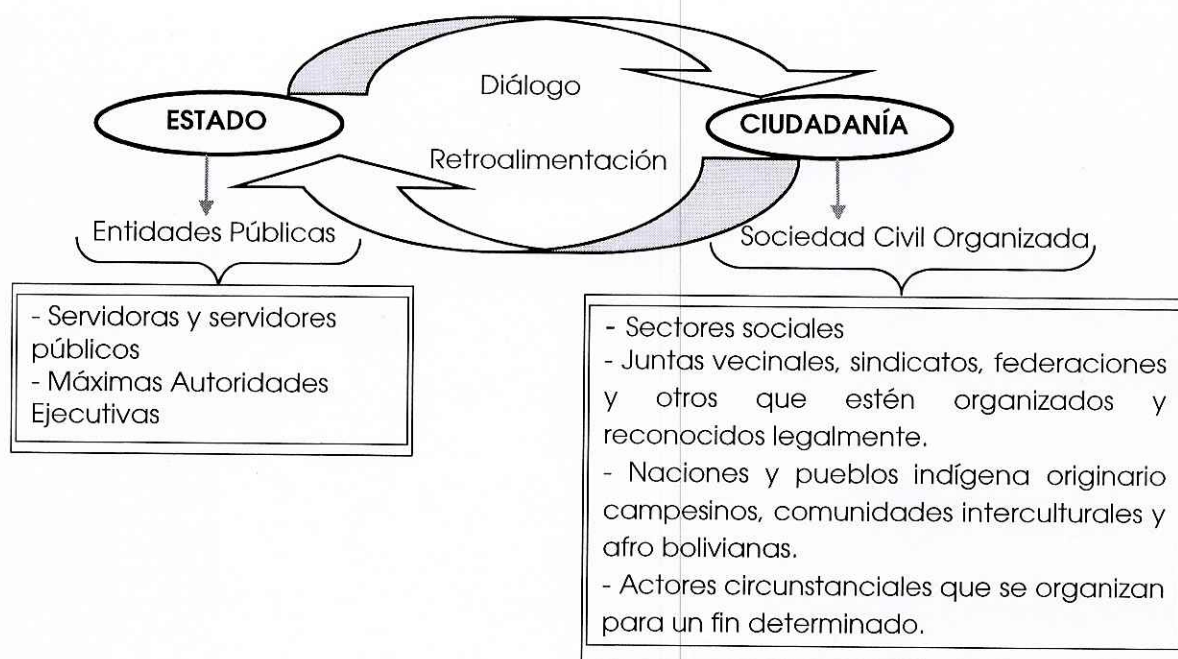 Diálogo
ESTADO
CIUDADANÍA
Retroalimentación
Entidades Públicas
Sociedad Civil Organizada
- Servidoras y servidores
públicos
- Máximas Autoridades
Ejecutivas
- Sectores sociales
- Juntas vecinales, sindicatos, federaciones
y otros que estén organizados y
reconocidos legalmente.
- Naciones y pueblos indígena originario
campesinos, comunidades interculturales y
afro bolivianas.
- Actores circunstanciales que se organizan
para un fin determinado.